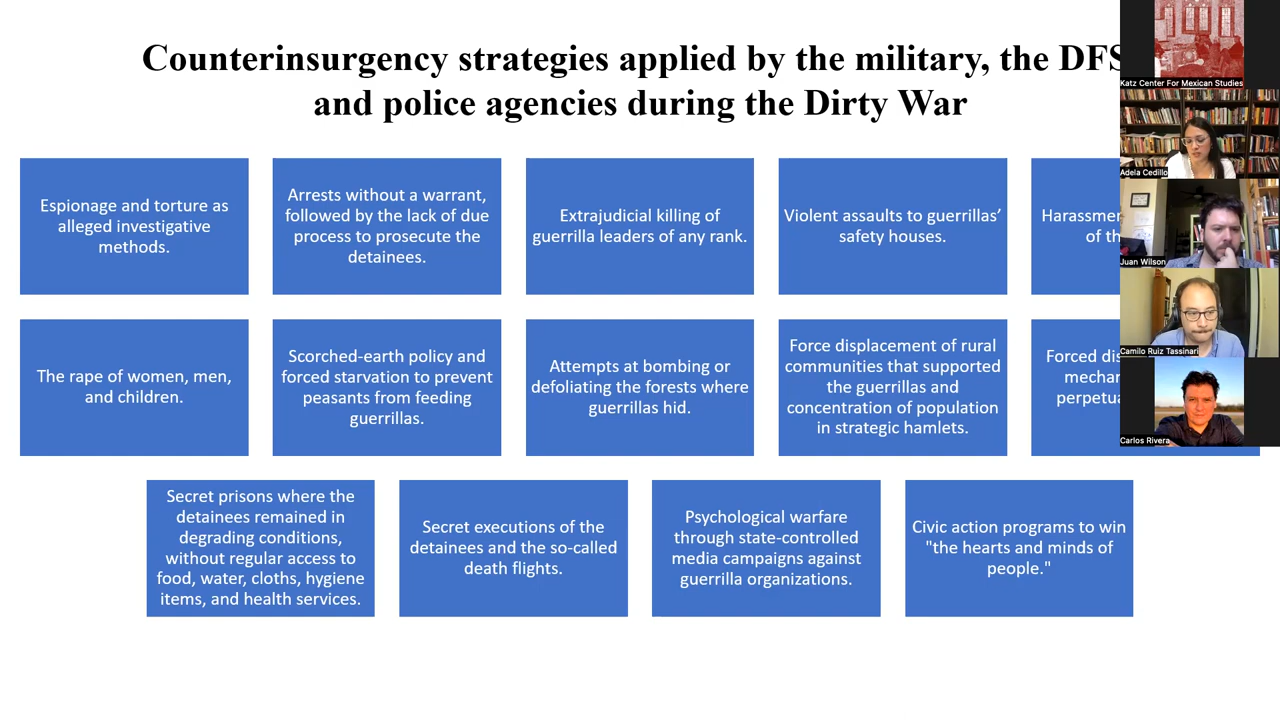 Counterinsurgency strategies applied by the military, the DFS
and police agencies during the Dirty War
Espionage and torture as
alleged investigative
methods.
Arrests without a warrant,
followed by the lack of due
process to prosecute the
detainees.
Extrajudicial killing of
guerrilla leaders of any rank.
Violent assaults to guerrillas’
safety houses.
of
The rape of women, men,
and children.
Scorched-earth policy and
forced starvation to prevent
peasants from feeding
guerrillas.
Attempts at bombing or
defoliating the forests where
guerrillas hid.
Force displacement of rural
communities that supported
the guerrillas and
concentration of population
in strategic hamlets.
Forced
Secret prisons where the
detainees remained in
degrading conditions,
without regular access to
food, water, cloths, hygiene
items, and health services.
Secret executions of the
detainees and the so-called
death flights.
Psychological warfare
through state-controlled
media campaigns against
guerrilla organizations.
Civic action programs to win
"the hearts and minds of
people."
Katz Center For Mexican Studies
Adela Cedillo
Juan Wilson
Camilo Ruiz Tassinari
Carlos Rivera